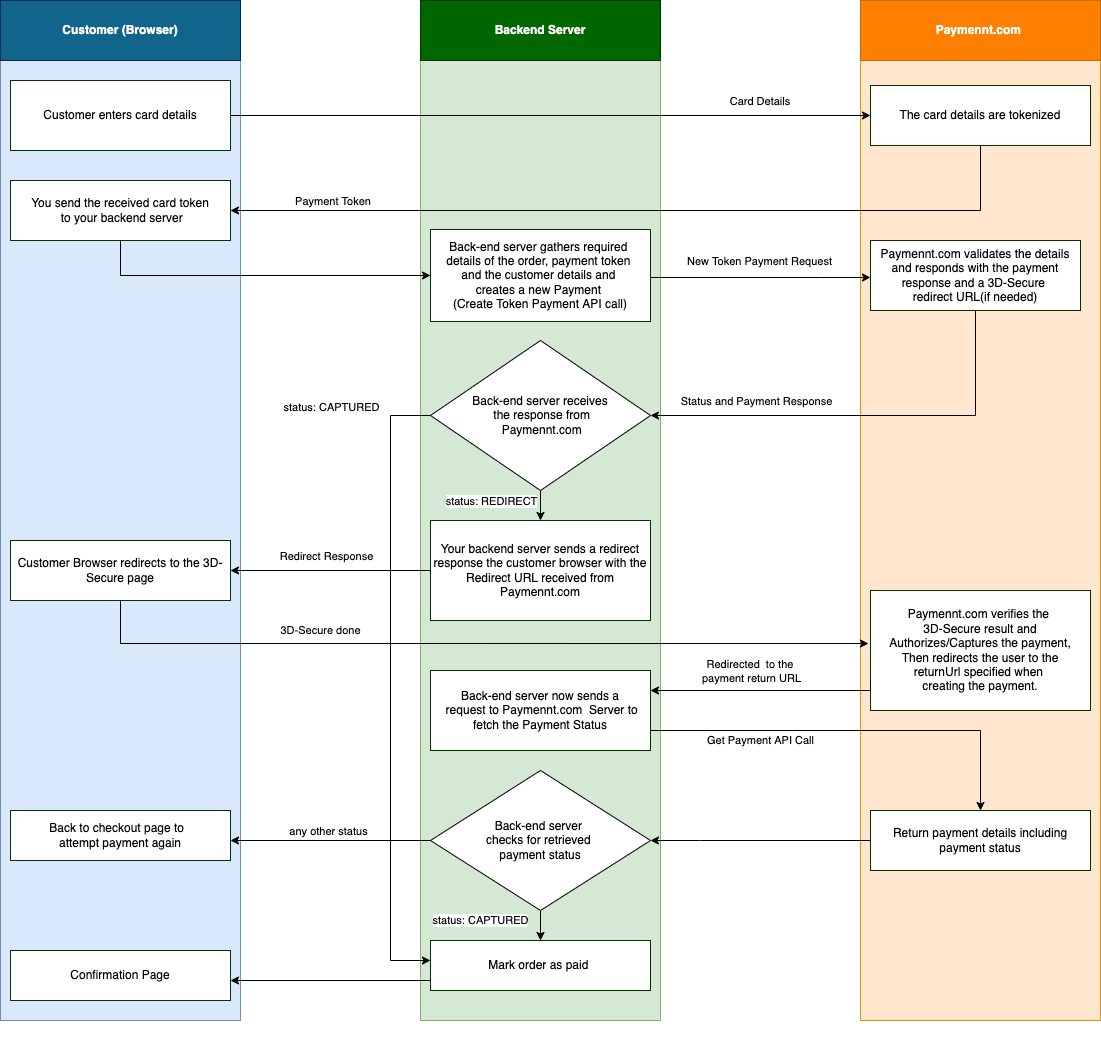 Customer (Browser)
Backend Server
Paymennt.com
Customer enters card details
Card Details
The card details are tokenized
You send the received card token
to your backend server
Payment Token
Back-end server gathers required
details of the order, payment token
and the customer details and
creates a new Payment
(Create Token Payment API call)
New Token Payment Request
Paymennt.com validates the details
and responds with the payment
response and a 3D-Secure
redirect URL(if needed)
status: CAPTURED
Back-end server receives
the response from
Paymennt.com
Status and Payment Response
status: REDIRECT
Customer Browser redirects to the 3D-
Secure page
Redirect Response
Your backend server sends a redirect
response the customer browser with the
Redirect URL received from
Paymennt.com
3D-Secure done
Paymennt.com verifies the
3D-Secure result and
Authorizes/Captures the payment,
Then redirects the user to the
returnUrl specified when
creating the payment.
Redirected  to the
payment return URL
Back-end server now sends a
request to Paymennt.com  Server to
fetch the Payment Status
Get Payment API Call
Back to checkout page to
attempt payment again
any other status
Back-end server
checks for retrieved
payment status
Return payment details including
payment status
status: CAPTURED
Mark order as paid
Confirmation Page